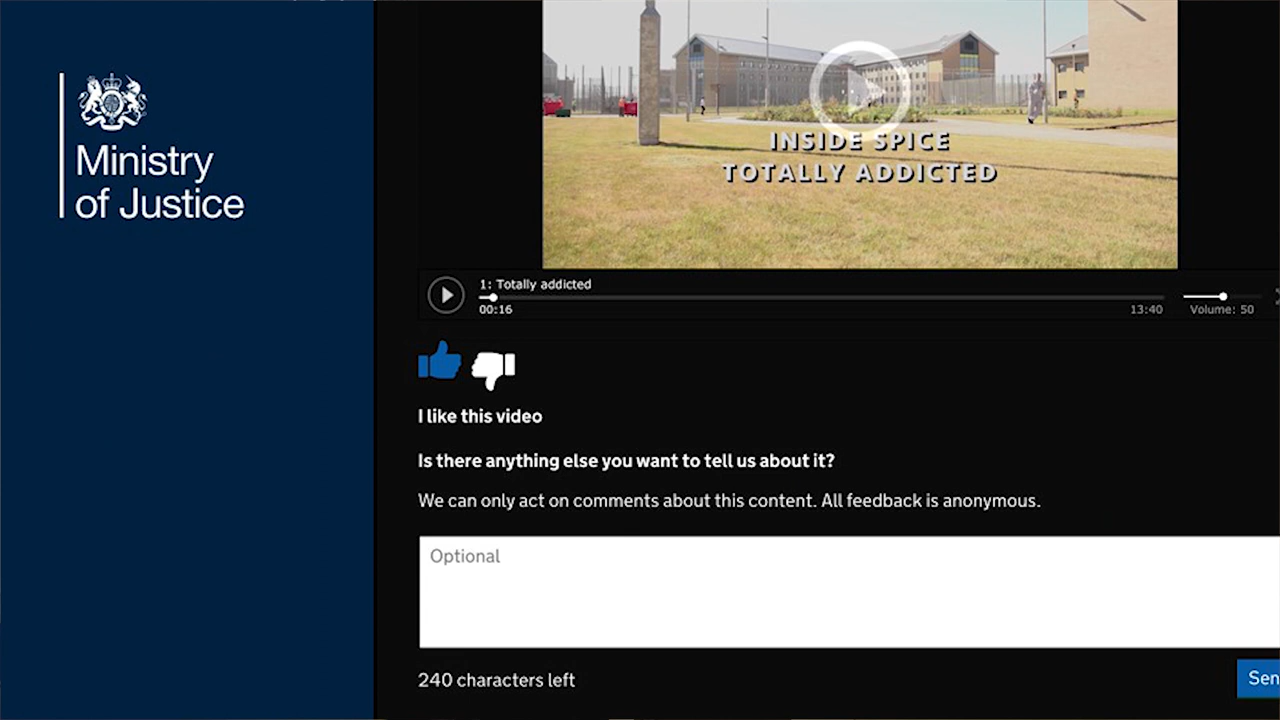 Ministry
of Justice
INSIDE SPICE
TOTALLY ADDICTED
1: Totally addicted
00:16
13:40
Volume: 50
I like this video
Is there anything else you want to tell us about it?
We can only act on comments about this content. All feedback is anonymous.
Optional
240 characters left
Sen